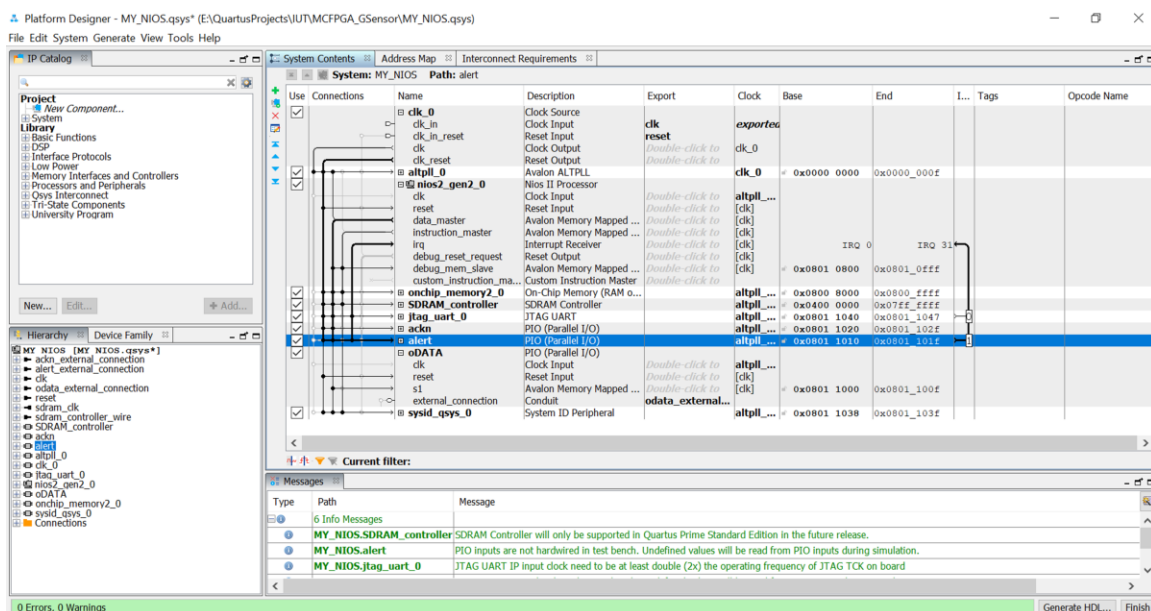 Platform Designer - MY_NIOS.qsys* (E:\QuartusProjects\IUT\MCFPGA_GSensor\MY_NIOS.qsys)
File Edit System Generate View Tools Help
IP Catalog
Project
New Component...
System
Library
Basic Functions
DSP
Interface Protocols
Low Power
Memory Interfaces and Controllers
Processors and Peripherals
Qsys Interconnect
Tri-State Components
University Program
New... Edit... Add...
Hierarchy Device Family
MY NIOS [MY NIOS.qsys*]
ackn_external_connection
alert_external_connection
clk
odata_external_connection
reset
sdram_clk
sdram_controller_wire
SDRAM_controller
ackn
alert
altpll_0
clk_0
jtag_uart_0
nios2_gen2_0
oDATA
onchip_memory2_0
sysid_qsys_0
Connections
System Contents Address Map Interconnect Requirements
System: MY_NIOS Path: alert
Use Connections Name Description Export Clock Base End I... Tags Opcode Name
clk_0 Clock Source
clk_in Clock Input clk exported
clk_in_reset Reset Input reset
clk Clock Output Double-click to clk_0
clk_reset Reset Output Double-click to
altpll_0 Avalon ALTPLL clk_0 0x0000 0000 0x0000_000f
nios2_gen2_0 Nios II Processor
clk Clock Input Double-click to altpll_...
reset Reset Input Double-click to [clk]
data_master Avalon Memory Mapped ... Double-click to [clk]
instruction_master Avalon Memory Mapped ... Double-click to [clk]
irq Interrupt Receiver Double-click to [clk] IRQ 0 IRQ 31
debug_reset_request Reset Output Double-click to [clk]
debug_mem_slave Avalon Memory Mapped ... Double-click to [clk] 0x0801 0800 0x0801_0fff
custom_instruction_ma... Custom Instruction Master Double-click to
onchip_memory2_0 On-Chip Memory (RAM o... altpll_... 0x0800 8000 0x0800_ffff
SDRAM_controller SDRAM Controller altpll_... 0x0400 0000 0x07ff_ffff
jtag_uart_0 JTAG UART altpll_... 0x0801 1040 0x0801_1047 0
ackn PIO (Parallel I/O) altpll_... 0x0801 1020 0x0801_102f
alert PIO (Parallel I/O) altpll_... 0x0801 1010 0x0801_101f 1
oDATA PIO (Parallel I/O)
clk Clock Input Double-click to altpll_...
reset Reset Input Double-click to [clk]
s1 Avalon Memory Mapped ... Double-click to [clk] 0x0801 1000 0x0801_100f
external_connection Conduit odata_external...
sysid_qsys_0 System ID Peripheral altpll_... 0x0801 1038 0x0801_103f
Current filter:
Messages
Type Path Message
6 Info Messages
MY_NIOS.SDRAM_controller SDRAM Controller will only be supported in Quartus Prime Standard Edition in the future release.
MY_NIOS.alert PIO inputs are not hardwired in test bench. Undefined values will be read from PIO inputs during simulation.
MY_NIOS.jtag_uart_0 JTAG UART IP input clock need to be at least double (2x) the operating frequency of JTAG TCK on board
0 Errors, 0 Warnings
Generate HDL... Finish